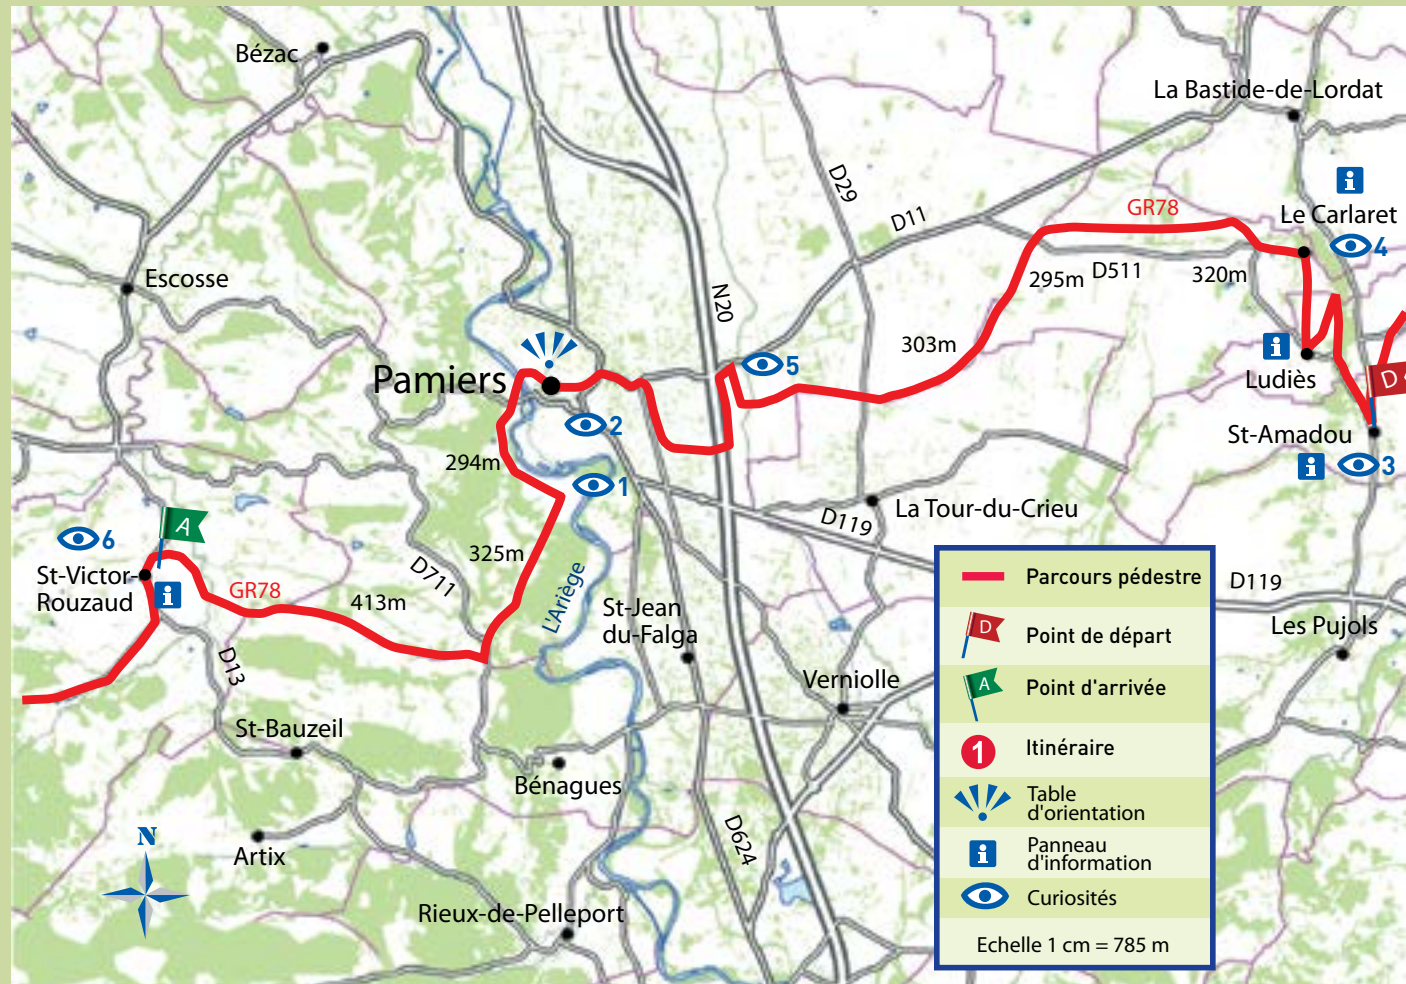 Bézac
La Bastide-de-Lordat
D29
Le Carlaret
GR78
D11
4
Escosse
295m
D511
320m
N20
303m
5
Pamiers
Ludiès
D
2
St-Amadou
294m
3
1
La Tour-du-Crieu
D119
A
6
325m
D711
St-Victor-
Rouzaud
GR78
413m
L'Ariège
St-Jean
du-Falga
D119
Les Pujols
D13
Verniolle
St-Bauzeil
Bénagues
D624
N
Artix
Rieux-de-Pelleport
Parcours pédestre
D
Point de départ
A
Point d'arrivée
1
Itinéraire
Table
d'orientation
i
Panneau
d'information
Curiosités
Echelle 1 cm = 785 m